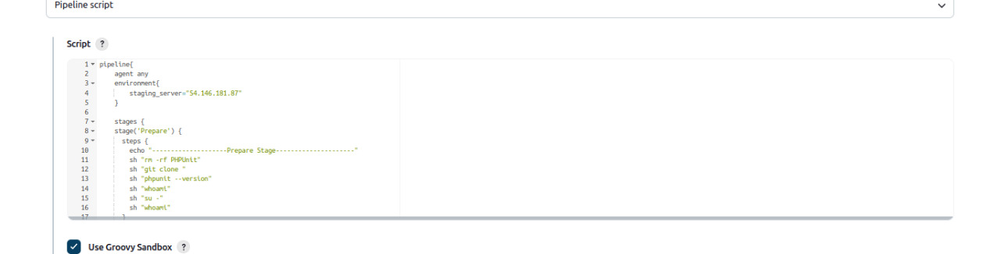 Pipeline script
Script ?
1 pipeline{
2 agent any
3 environment{
4 staging_server="54.146.181.87"
5 }
6
7 stages {
8 stage('Prepare') {
9 steps {
10 echo "--------------------Prepare Stage---------------------"
11 sh "rm -rf PHPUnit"
12 sh "git clone "
13 sh "phpunit --version"
14 sh "whoami"
15 sh "su -"
16 sh "whoami"
17 }
Use Groovy Sandbox ?